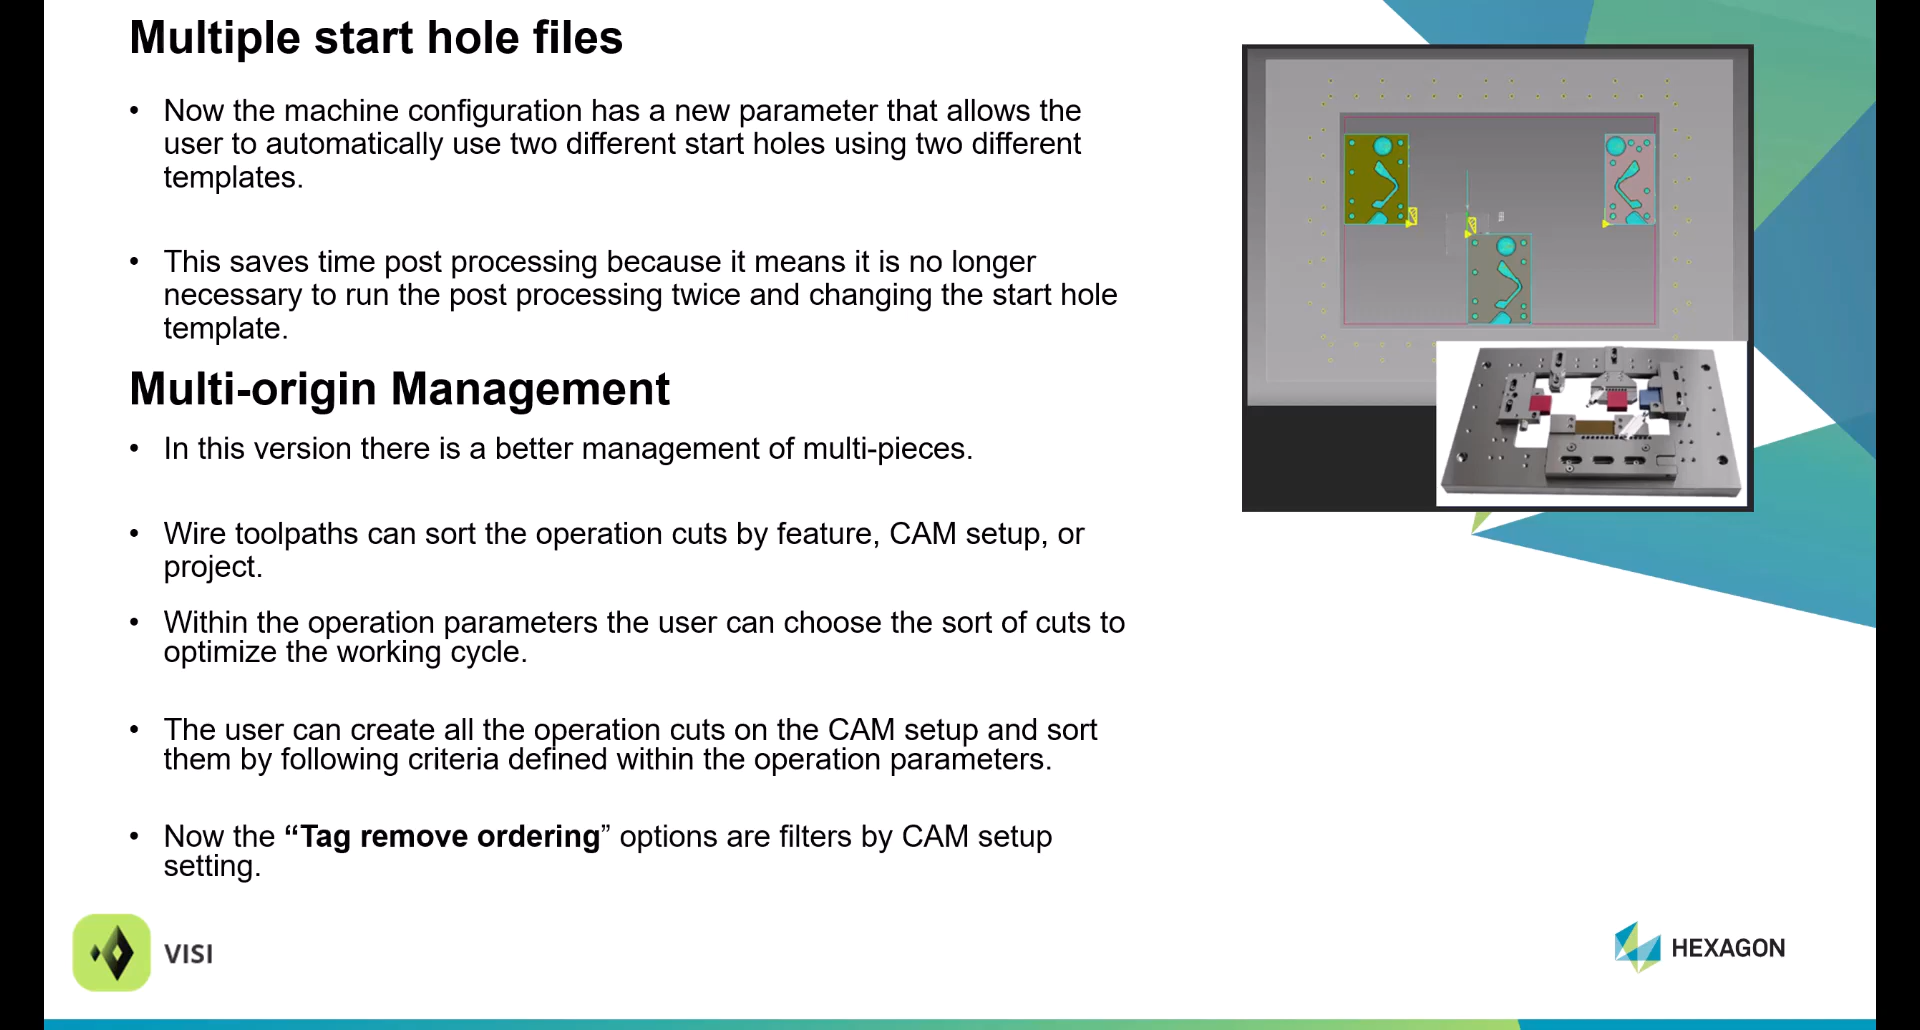 Multiple start hole files
• Now the machine configuration has a new parameter that allows the
user to automatically use two different start holes using two different
templates.
• This saves time post processing because it means it is no longer
necessary to run the post processing twice and changing the start hole
template.
Multi-origin Management
• In this version there is a better management of multi-pieces.
• Wire toolpaths can sort the operation cuts by feature, CAM setup, or
project.
• Within the operation parameters the user can choose the sort of cuts to
optimize the working cycle.
• The user can create all the operation cuts on the CAM setup and sort
them by following criteria defined within the operation parameters.
• Now the “Tag remove ordering” options are filters by CAM setup
setting.
VISI
HEXAGON